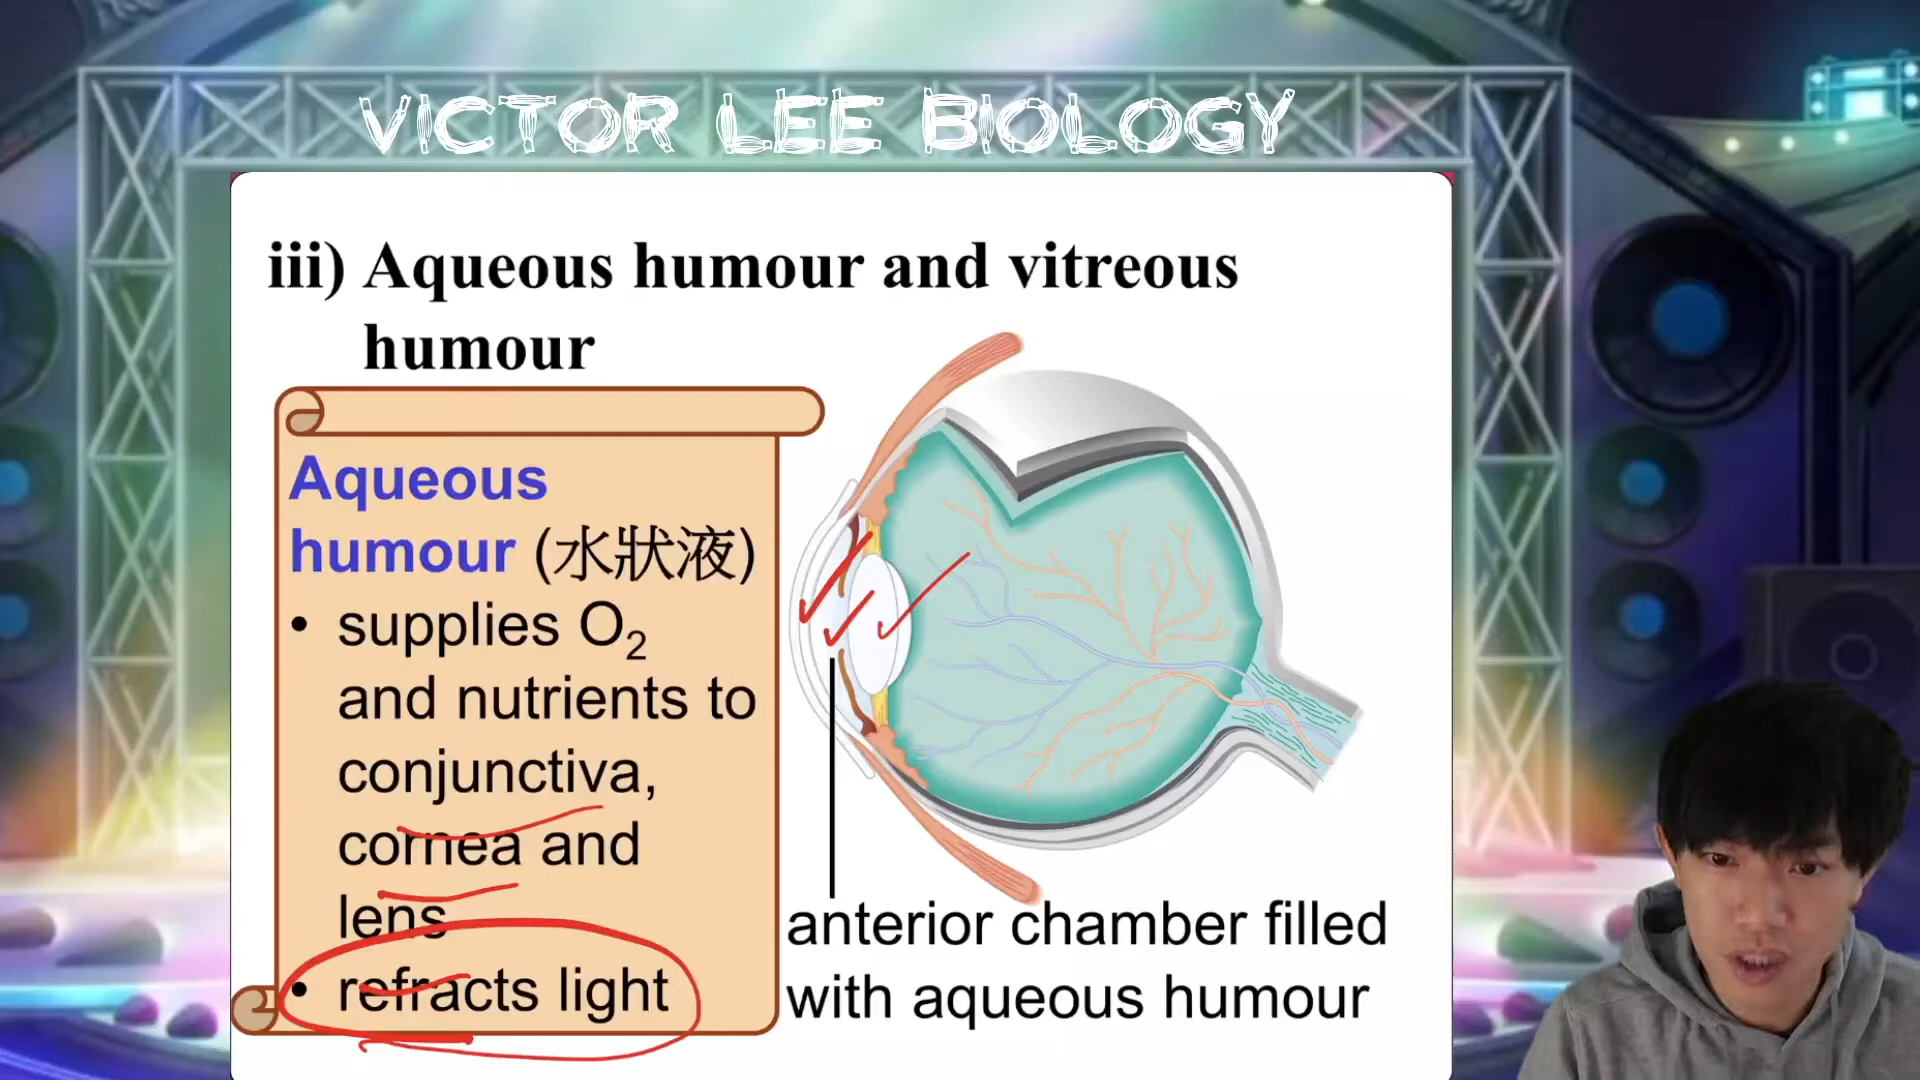 VICTOR LEE BIOLOGY
iii) Aqueous humour and vitreous
humour
Aqueous
humour (水狀液)
• supplies O₂
and nutrients to
conjunctiva,
cornea and
lens
• refracts light
anterior chamber filled
with aqueous humour